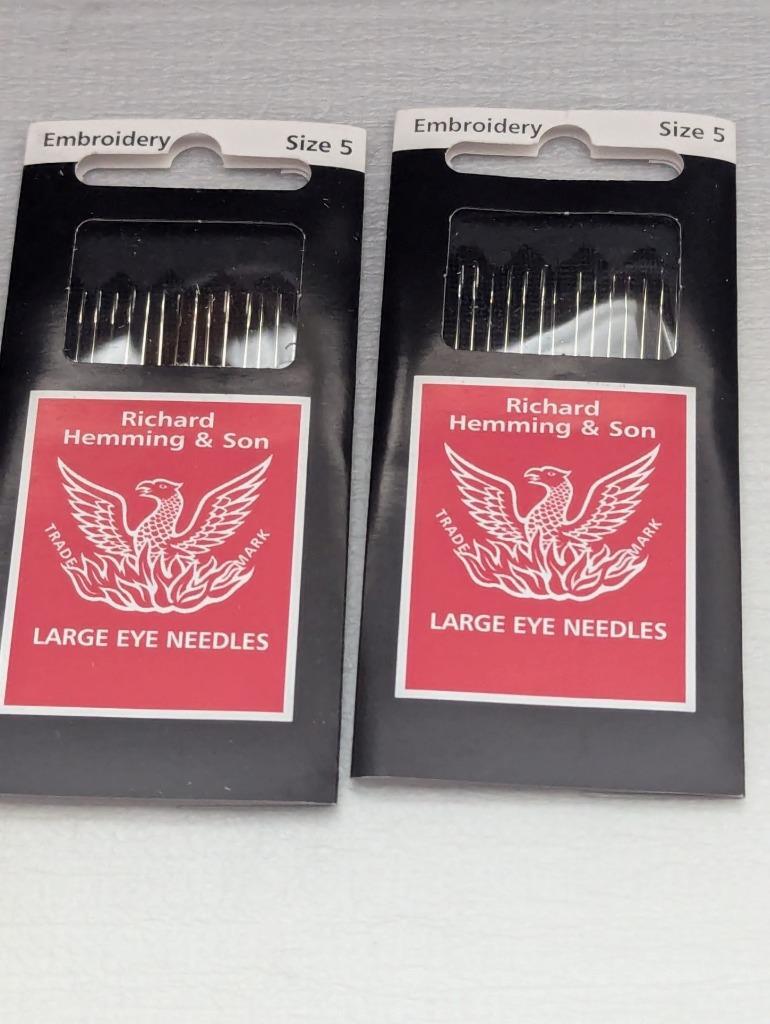 Embroidery Size 5
Richard
Hemming & Son
TRADE MARK
LARGE EYE NEEDLES
Embroidery Size 5
Richard
Hemming & Son
TRADE MARK
LARGE EYE NEEDLES